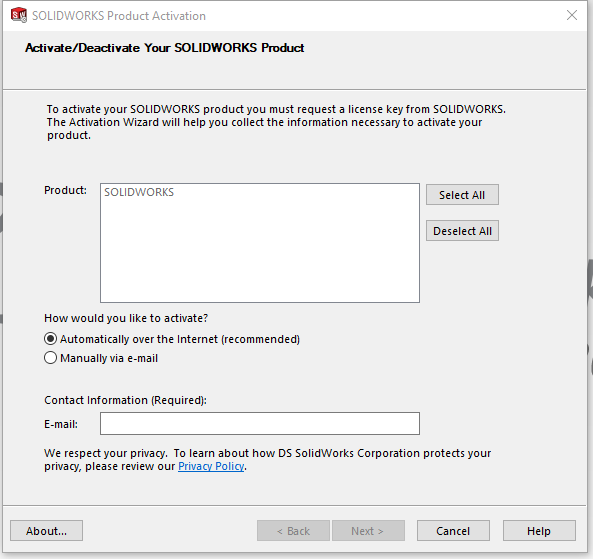 SOLIDWORKS Product Activation
Activate/Deactivate Your SOLIDWORKS Product
To activate your SOLIDWORKS product you must request a license key from SOLIDWORKS.
The Activation Wizard will help you collect the information necessary to activate your
product.
Product:
SOLIDWORKS
Select All
Deselect All
How would you like to activate?
Automatically over the Internet (recommended)
Manually via e-mail
Contact Information (Required):
E-mail:
We respect your privacy. To learn about how DS SolidWorks Corporation protects your
privacy, please review our Privacy Policy.
About...
< Back
Next >
Cancel
Help